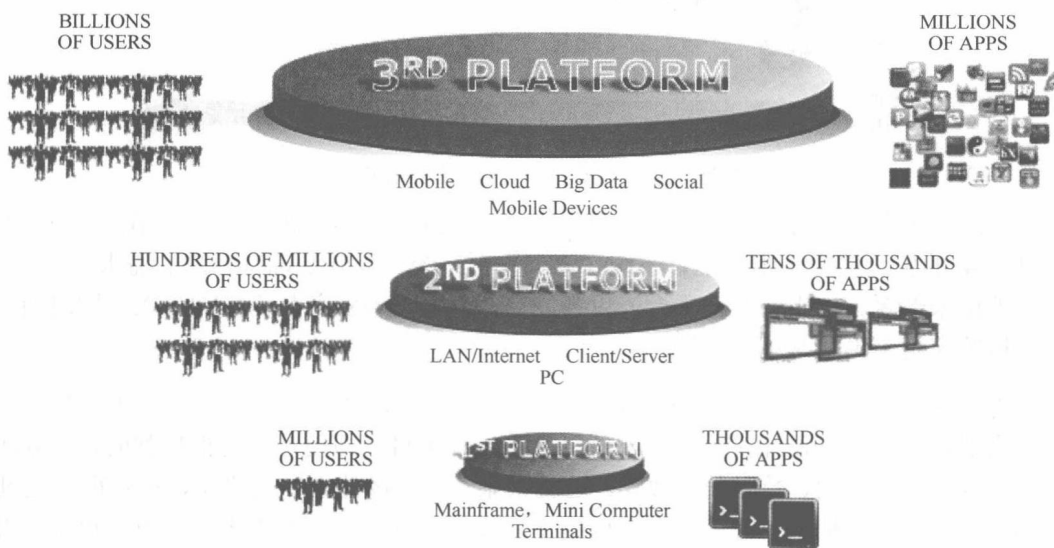 BILLIONS
OF USERS
3RD PLATFORM
MILLIONS
OF APPS
Mobile Cloud Big Data Social
Mobile Devices
HUNDREDS OF MILLIONS
OF USERS
2ND PLATFORM
TENS OF THOUSANDS
OF APPS
LAN/Internet Client/Server
PC
MILLIONS
OF USERS
1ST PLATFORM
THOUSANDS
OF APPS
Mainframe, Mini Computer
Terminals
>_
>_
>_